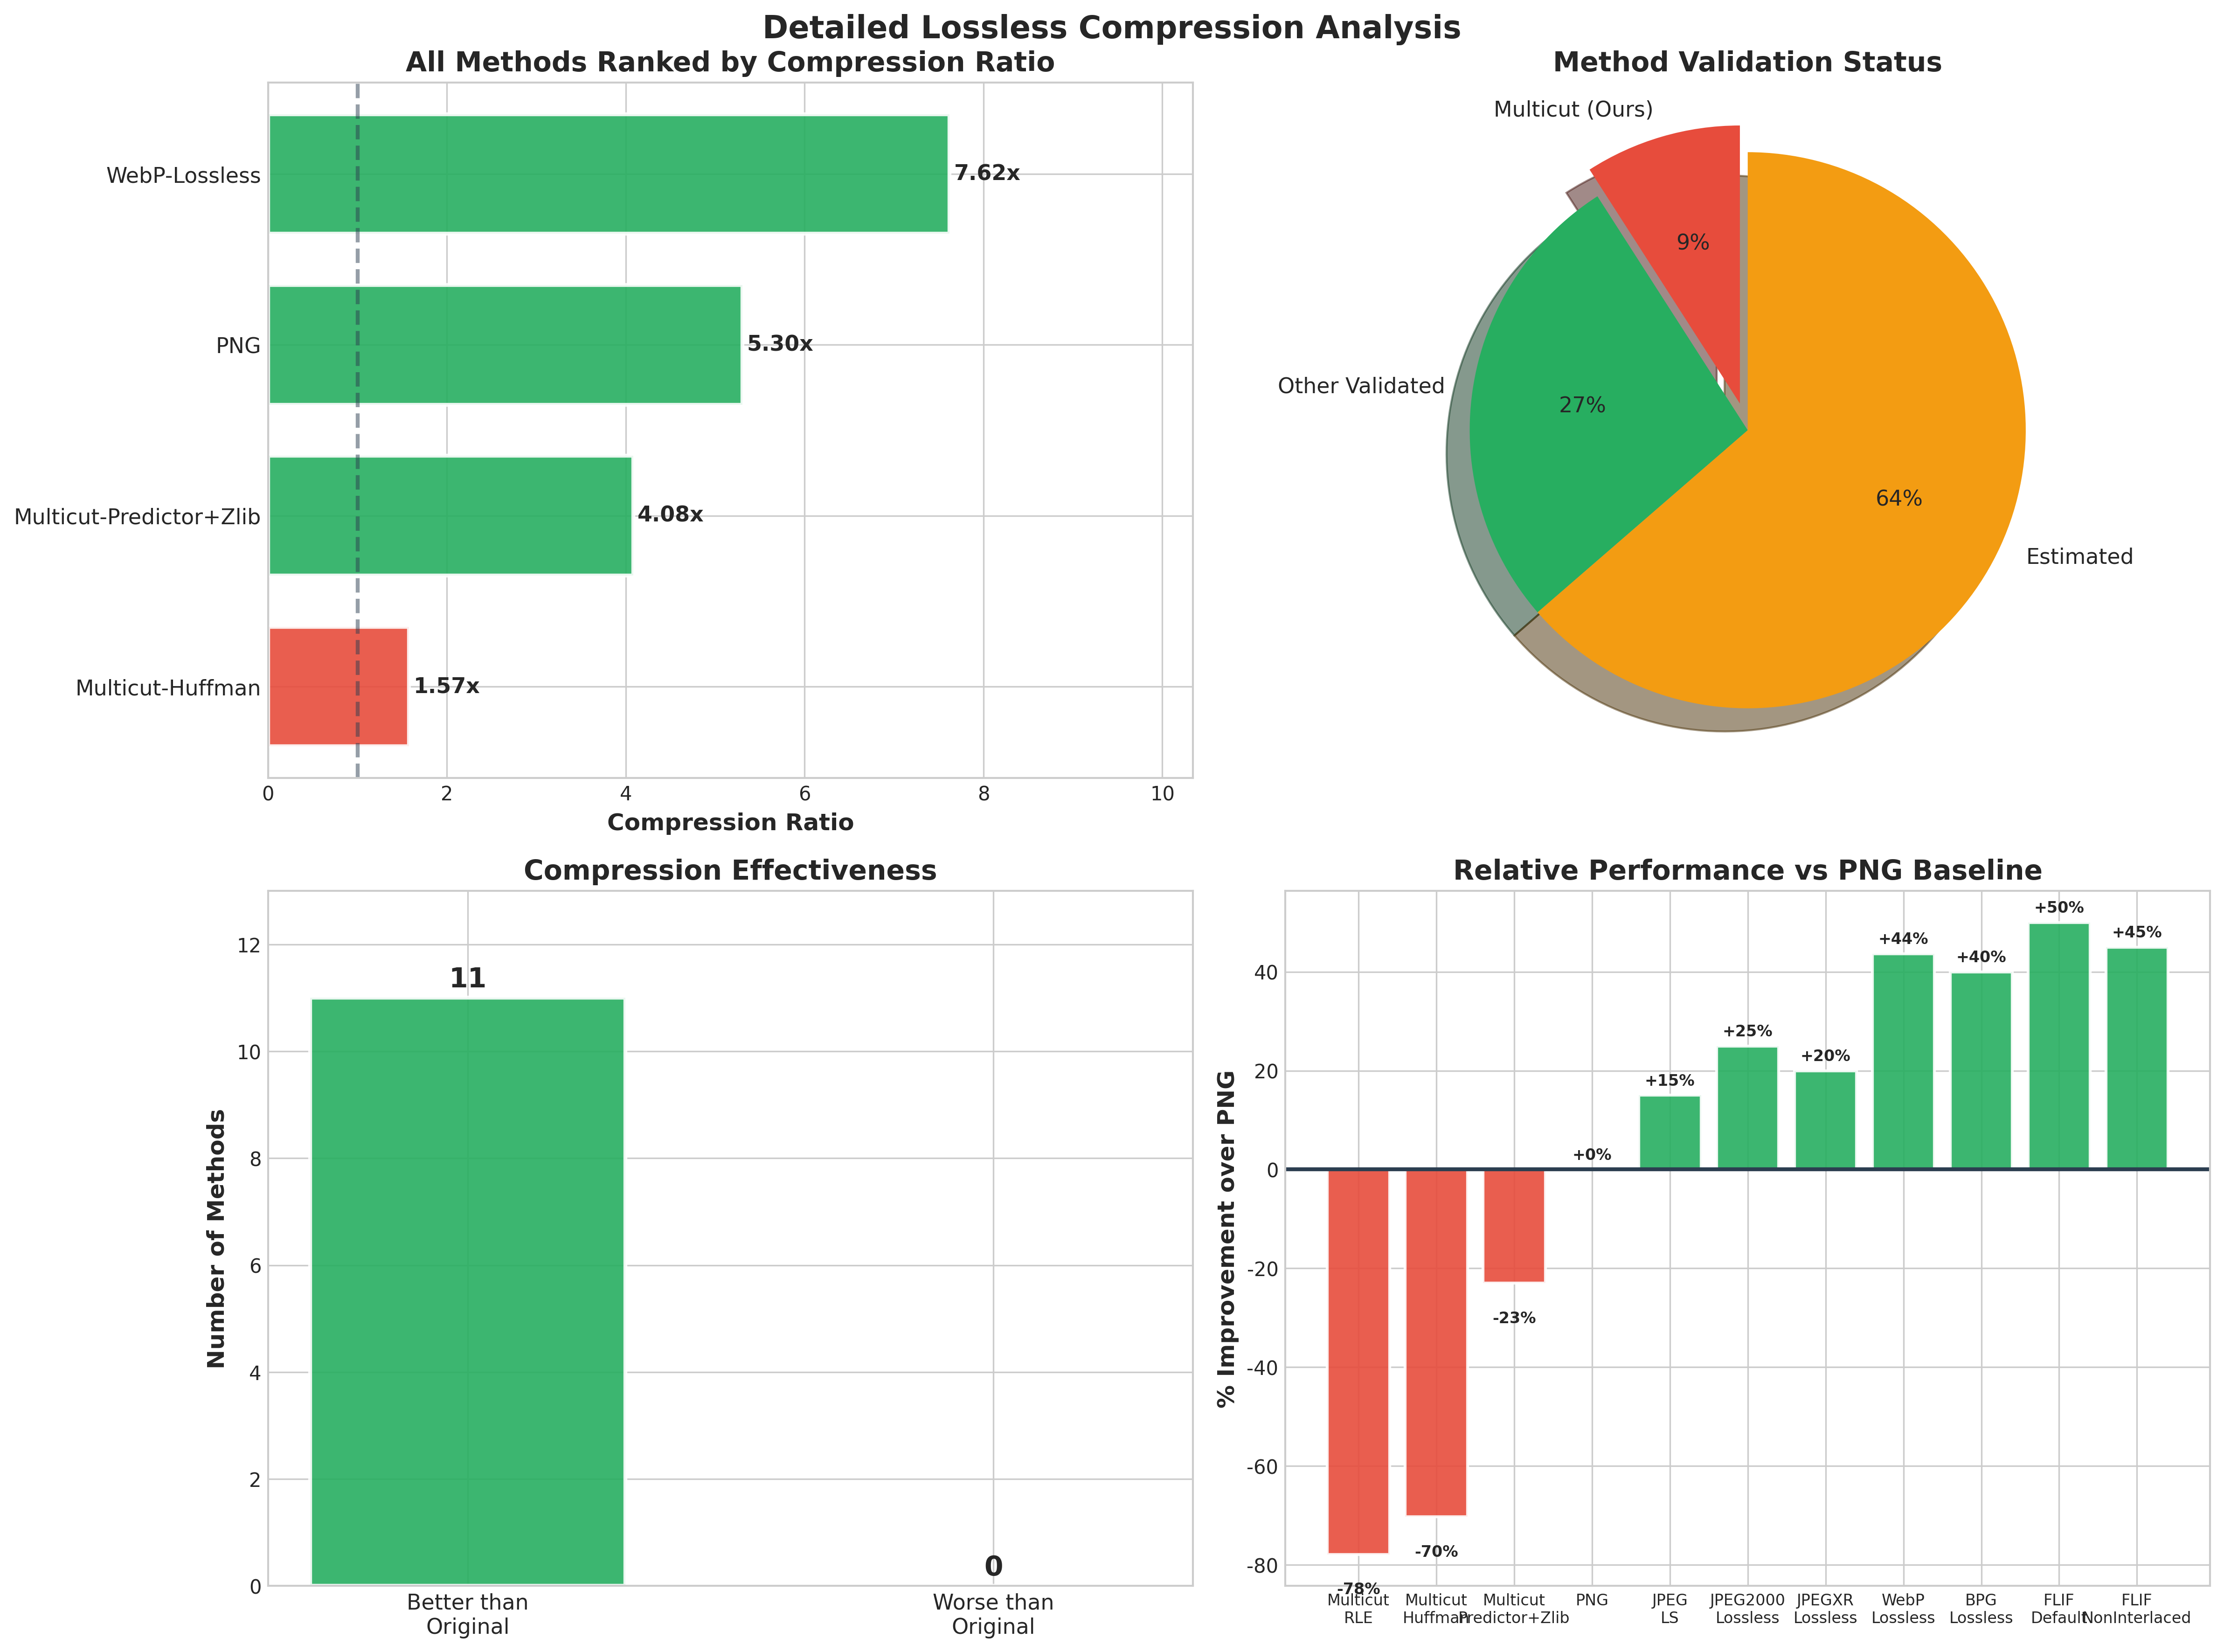 Detailed Lossless Compression Analysis
All Methods Ranked by Compression Ratio
WebP-Lossless
7.62x
PNG
5.30x
Multicut-Predictor+Zlib
4.08x
Multicut-Huffman
1.57x
0 2 4 6 8 10
Compression Ratio
Method Validation Status
Multicut (Ours)
9%
Other Validated
27%
64%
Estimated
Compression Effectiveness
Number of Methods
12
10
8
6
4
2
0
11
0
Better than
Original
Worse than
Original
Relative Performance vs PNG Baseline
% Improvement over PNG
40
20
0
-20
-40
-60
-80
-78%
-70%
-23%
+0%
+15%
+25%
+20%
+44%
+40%
+50%
+45%
Multicut
RLE
Multicut
Huffman
Multicut
Predictor+Zlib
PNG
JPEG
LS
JPEG2000
Lossless
JPEGXR
Lossless
WebP
Lossless
BPG
Lossless
FLIF
Default
FLIF
NonInterlaced